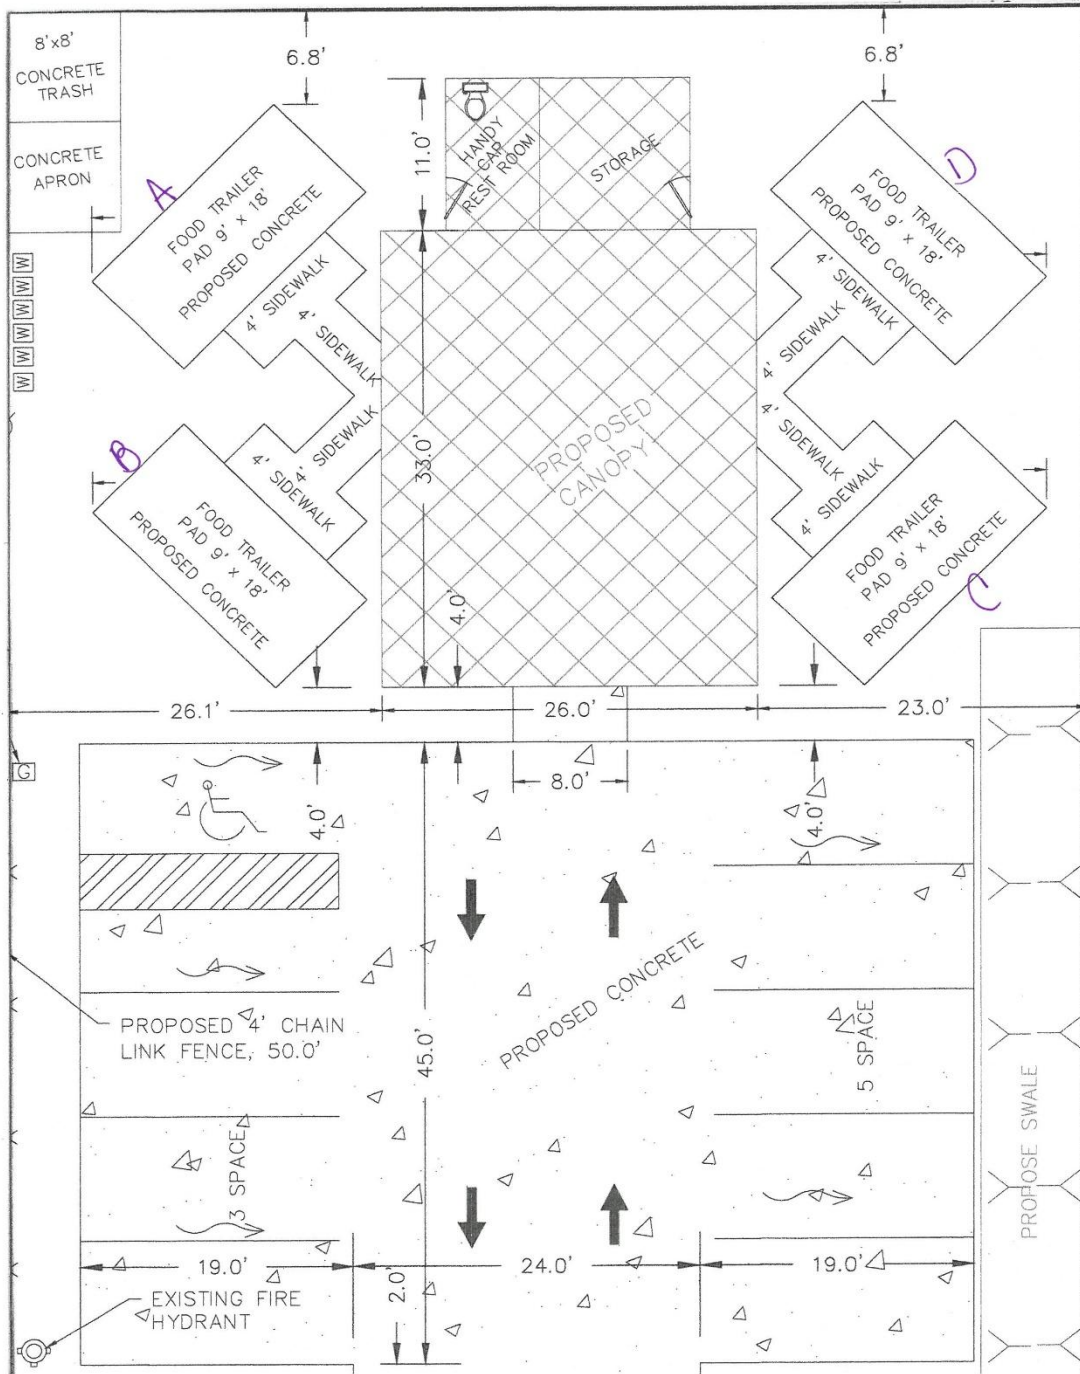 8'x8'
CONCRETE
TRASH
CONCRETE
APRON
6.8'
6.8'
11.0'
HANDY
CAP
REST ROOM
STORAGE
A
FOOD TRAILER
PAD 9' x 18'
PROPOSED CONCRETE
4' SIDEWALK
4' SIDEWALK
D
FOOD TRAILER
PAD 9' x 18'
PROPOSED CONCRETE
4' SIDEWALK
4' SIDEWALK
W
W
W
W
W
W
B
FOOD TRAILER
PAD 9' x 18'
PROPOSED CONCRETE
4' SIDEWALK
4' SIDEWALK
33.0'
PROPOSED
CANOPY
4.0'
4' SIDEWALK
4' SIDEWALK
FOOD TRAILER
PAD 9' x 18'
PROPOSED CONCRETE
C
26.1'
26.0'
23.0'
G
8.0'
4.0'
4.0'
PROPOSED CONCRETE
PROPOSED 4' CHAIN
LINK FENCE, 50.0'
45.0'
5 SPACE
3 SPACE
PROPOSE SWALE
19.0'
24.0'
19.0'
2.0'
EXISTING FIRE
HYDRANT